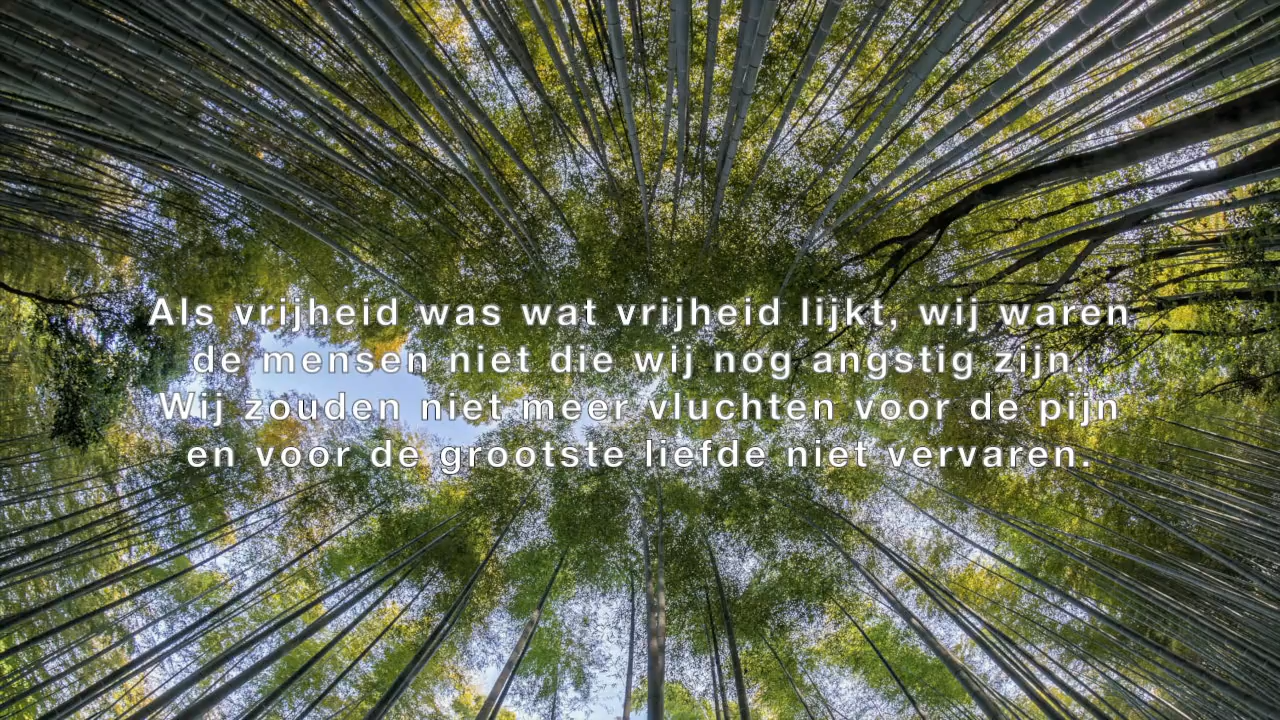 Als vrijheid was wat vrijheid lijkt, wij waren
de mensen niet die wij nog angstig zijn.
Wij zouden niet meer vluchten voor de pijn
en voor de grootste liefde niet vervaren.